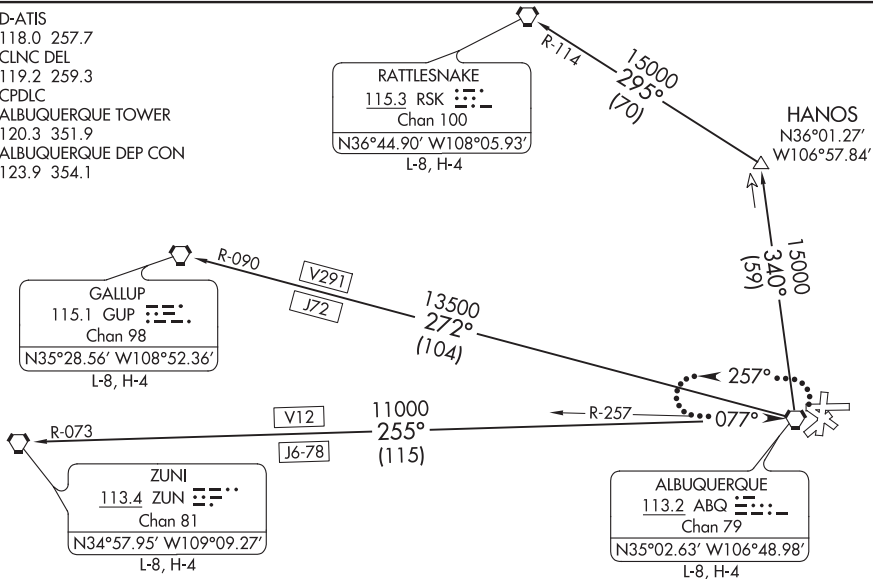 D-ATIS
118.0 257.7
CLNC DEL
119.2 259.3
CPDLC
ALBUQUERQUE TOWER
120.3 351.9
ALBUQUERQUE DEP CON
123.9 354.1
RATTLESNAKE
115.3 RSK
Chan 100
N36°44.90' W108°05.93'
L-8, H-4
R-114
15000
295°
(70)
HANOS
N36°01.27'
W106°57.84'
15000
340°
(59)
GALLUP
115.1 GUP
Chan 98
N35°28.56' W108°52.36'
L-8, H-4
R-090
V291
J72
13500
272°
(104)
257°
077°
R-257
R-073
V12
J6-78
11000
255°
(115)
ZUNI
113.4 ZUN
Chan 81
N34°57.95' W109°09.27'
L-8, H-4
ALBUQUERQUE
113.2 ABQ
Chan 79
N35°02.63' W106°48.98'
L-8, H-4